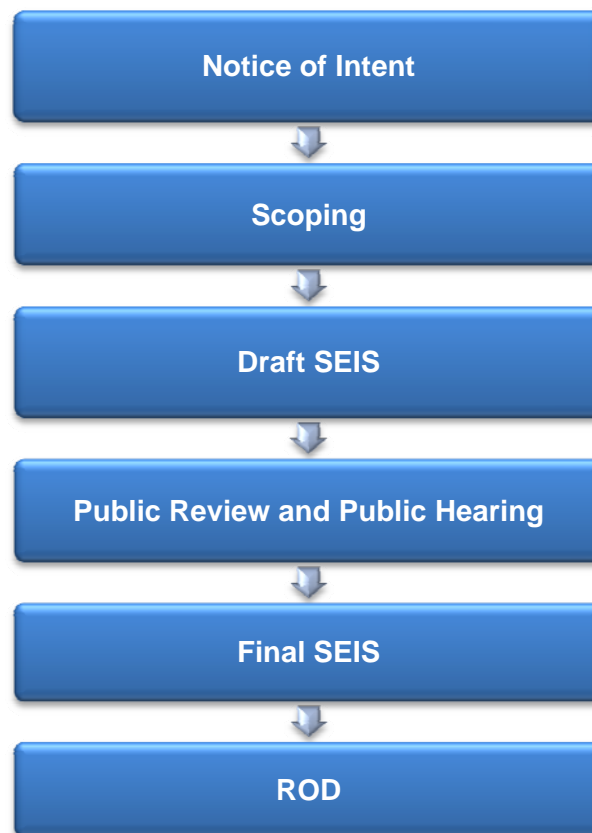 Notice of Intent
Scoping
Draft SEIS
Public Review and Public Hearing
Final SEIS
ROD